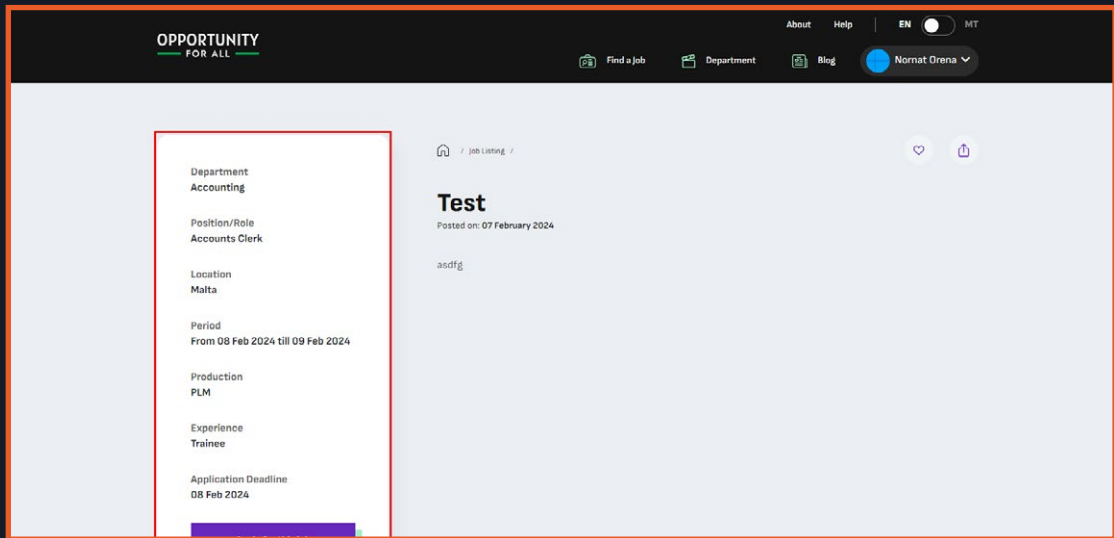 About Help EN MT
OPPORTUNITY
FOR ALL
Find a Job Department Blog Nornat Orena
Department
Accounting
Position/Role
Accounts Clerk
Location
Malta
Period
From 08 Feb 2024 till 09 Feb 2024
Production
PLM
Experience
Trainee
Application Deadline
08 Feb 2024
/ Job Listing /
Test
Posted on: 07 February 2024
asdfg